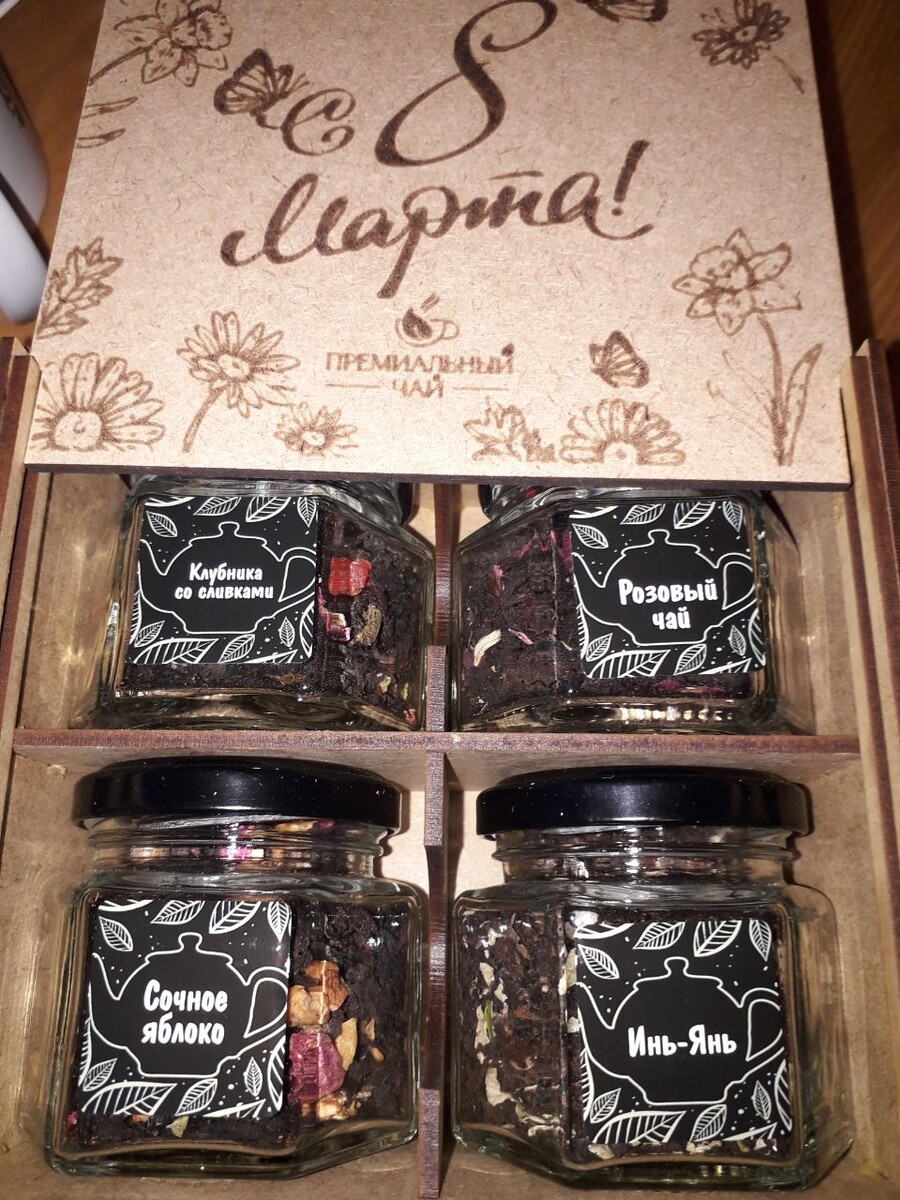 С 8
Марта!
ПРЕМИАЛЬНЫЙ
ЧАЙ
Клубника
со сливками
Розовый
чай
Сочное
яблоко
Инь-Янь